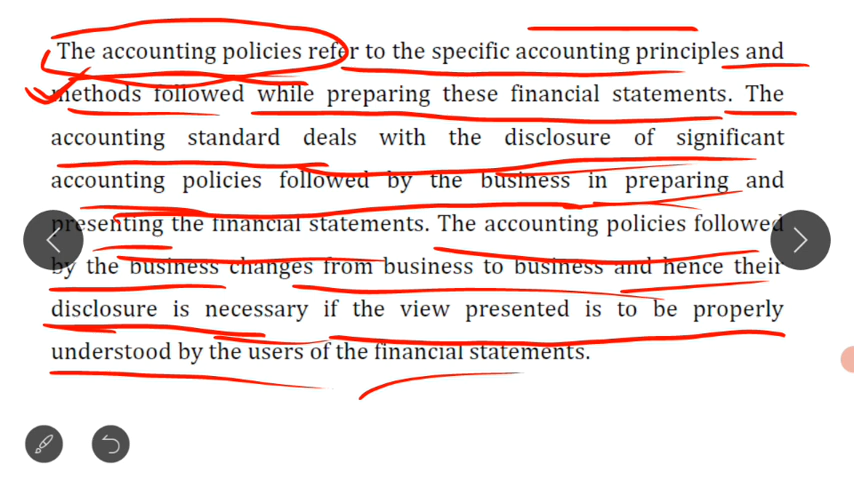 The accounting policies refer to the specific accounting principles and
methods followed while preparing these financial statements. The
accounting standard deals with the disclosure of significant
accounting policies followed by the business in preparing and
presenting the financial statements. The accounting policies followed
by the business changes from business to business and hence their
disclosure is necessary if the view presented is to be properly
understood by the users of the financial statements.